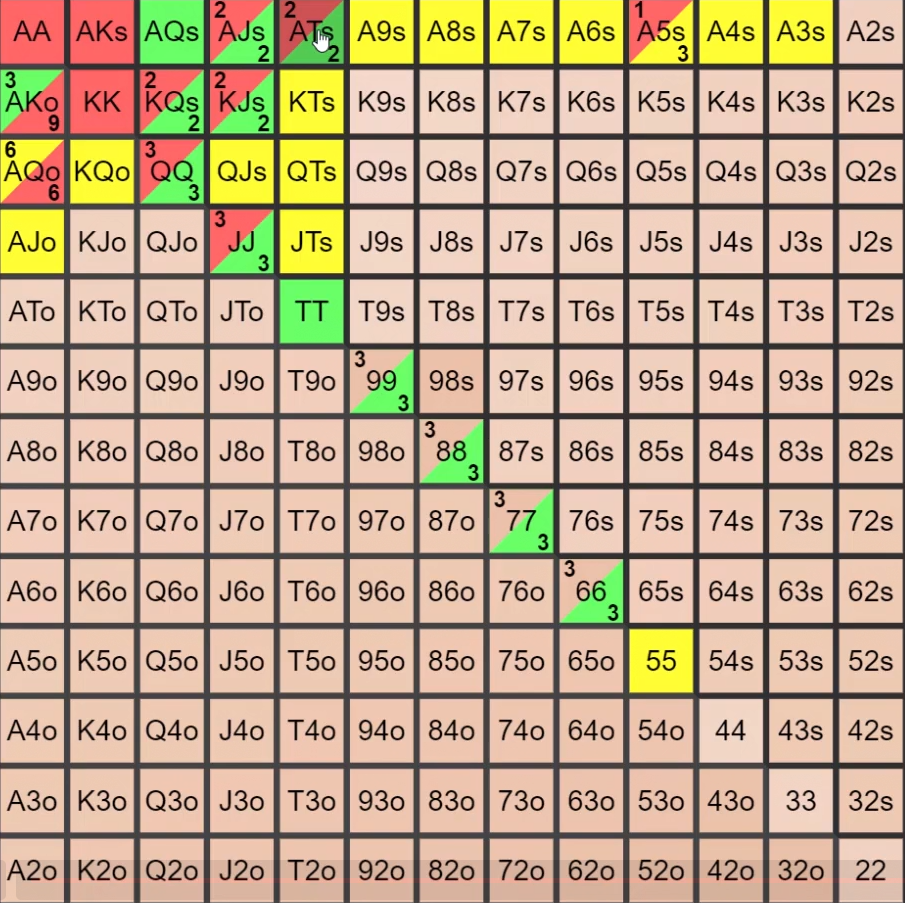 AA AKs AQs 2 AJs 2 2 ATs 2 A9s A8s A7s A6s 1 A5s 3 A4s A3s A2s
3 AKo 9 KK 2 KQs 2 2 KJs 2 KTs K9s K8s K7s K6s K5s K4s K3s K2s
6 AQo 6 KQo 3 QQ 3 QJs QTs Q9s Q8s Q7s Q6s Q5s Q4s Q3s Q2s
AJo KJo QJo 3 JJ 3 JTs J9s J8s J7s J6s J5s J4s J3s J2s
ATo KTo QTo JTo TT T9s T8s T7s T6s T5s T4s T3s T2s
A9o K9o Q9o J9o T9o 3 99 3 98s 97s 96s 95s 94s 93s 92s
A8o K8o Q8o J8o T8o 98o 3 88 3 87s 86s 85s 84s 83s 82s
A7o K7o Q7o J7o T7o 97o 87o 3 77 3 76s 75s 74s 73s 72s
A6o K6o Q6o J6o T6o 96o 86o 76o 3 66 3 65s 64s 63s 62s
A5o K5o Q5o J5o T5o 95o 85o 75o 65o 55 54s 53s 52s
A4o K4o Q4o J4o T4o 94o 84o 74o 64o 54o 44 43s 42s
A3o K3o Q3o J3o T3o 93o 83o 73o 63o 53o 43o 33 32s
A2o K2o Q2o J2o T2o 92o 82o 72o 62o 52o 42o 32o 22